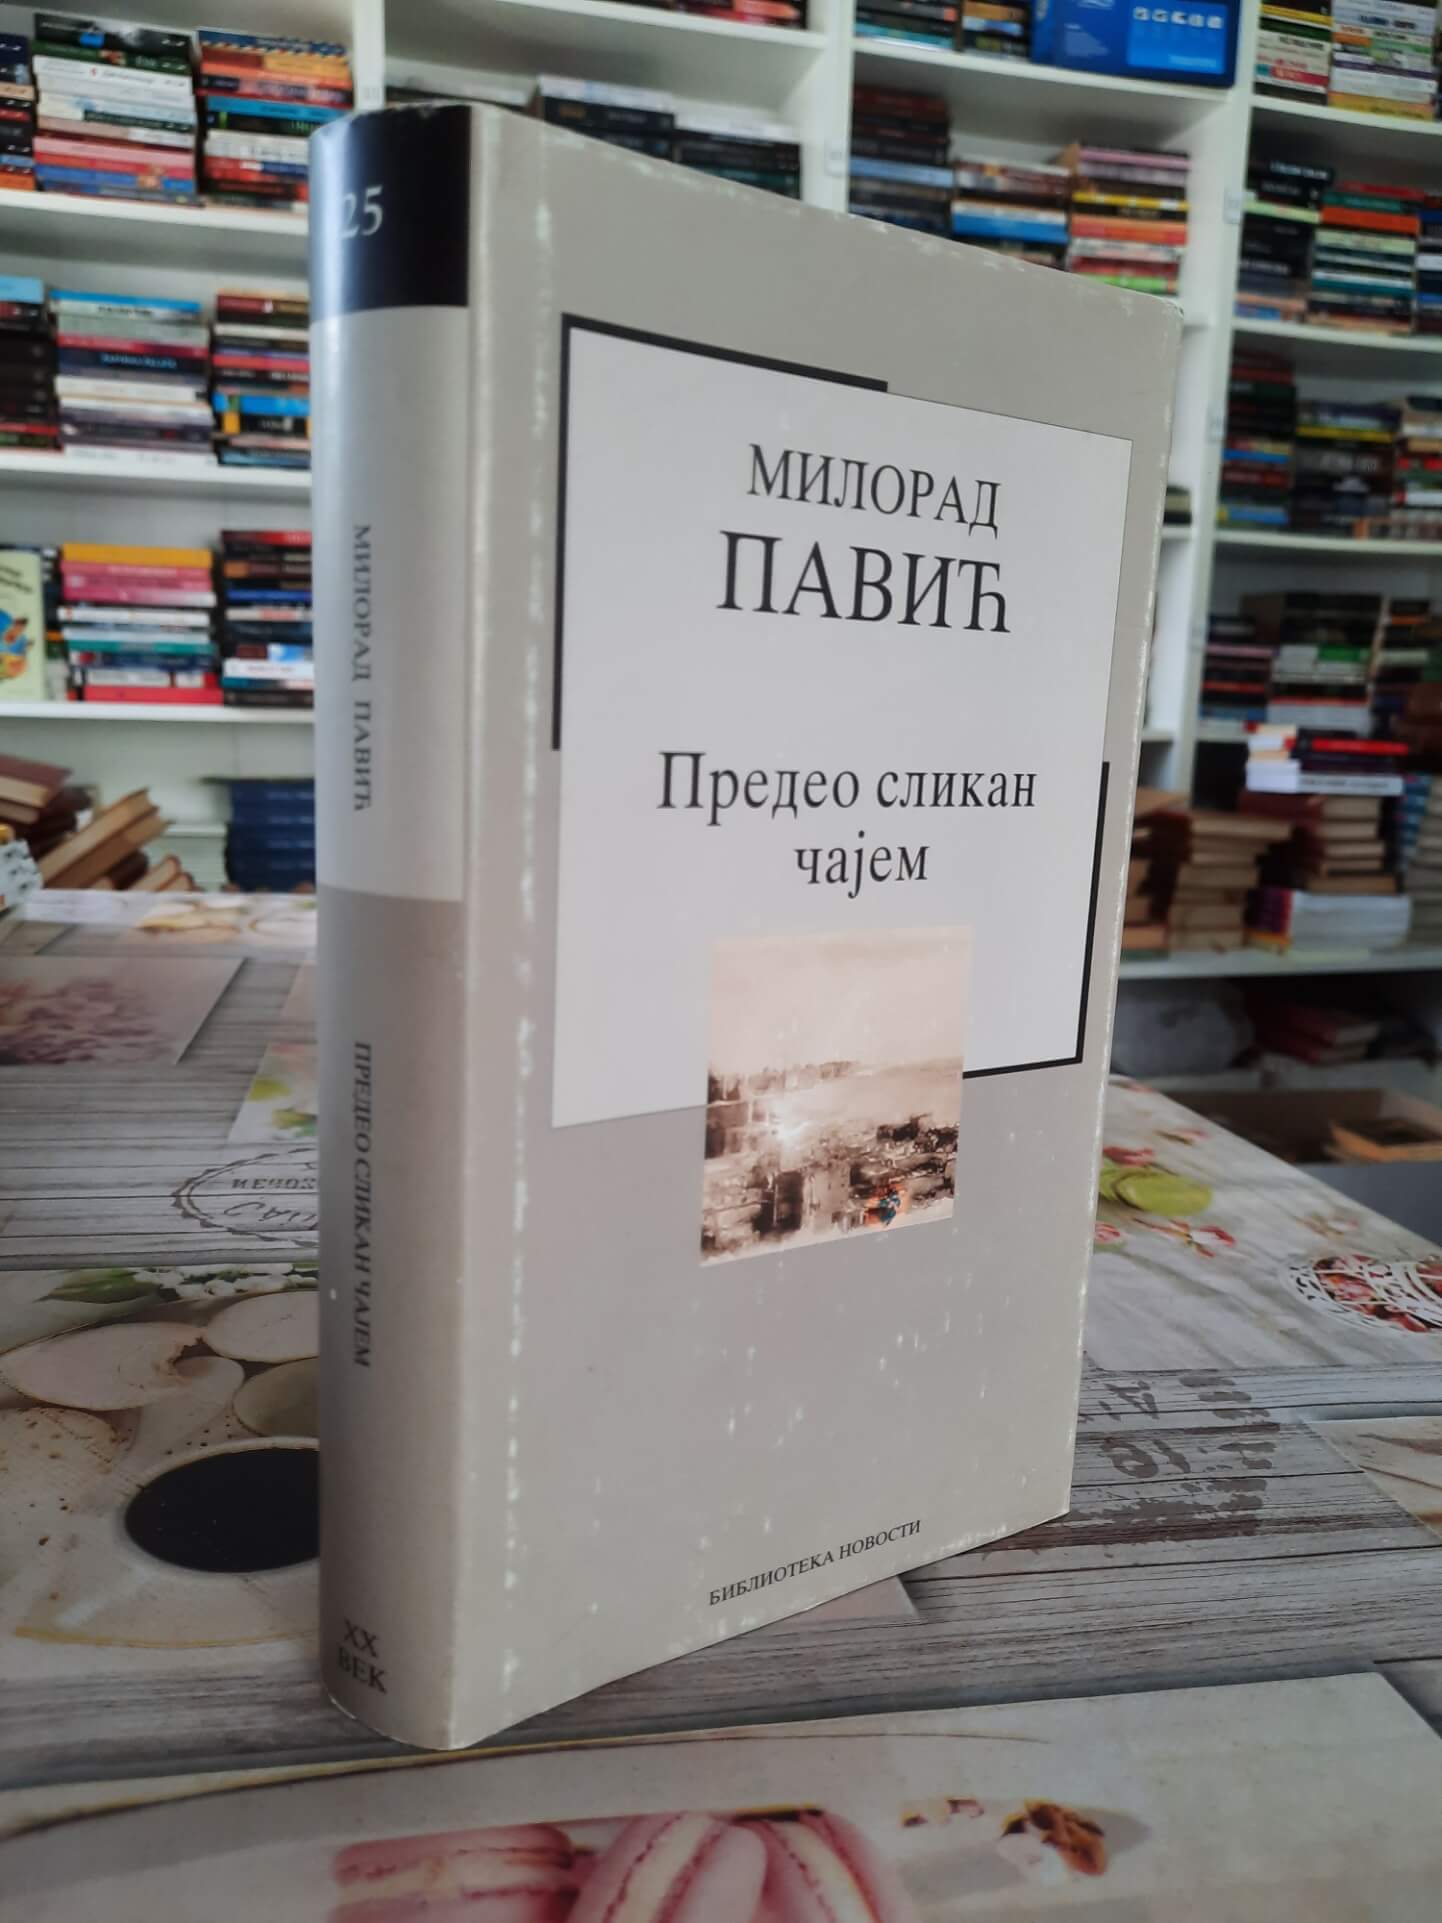 25
МИЛОРАД ПАВИЋ
ПРЕДЕО СЛИКАН ЧАЈЕМ
XX
ВЕК
МИЛОРАД
ПАВИЋ
Предео сликан
чајем
БИБЛИОТЕКА НОВОСТИ